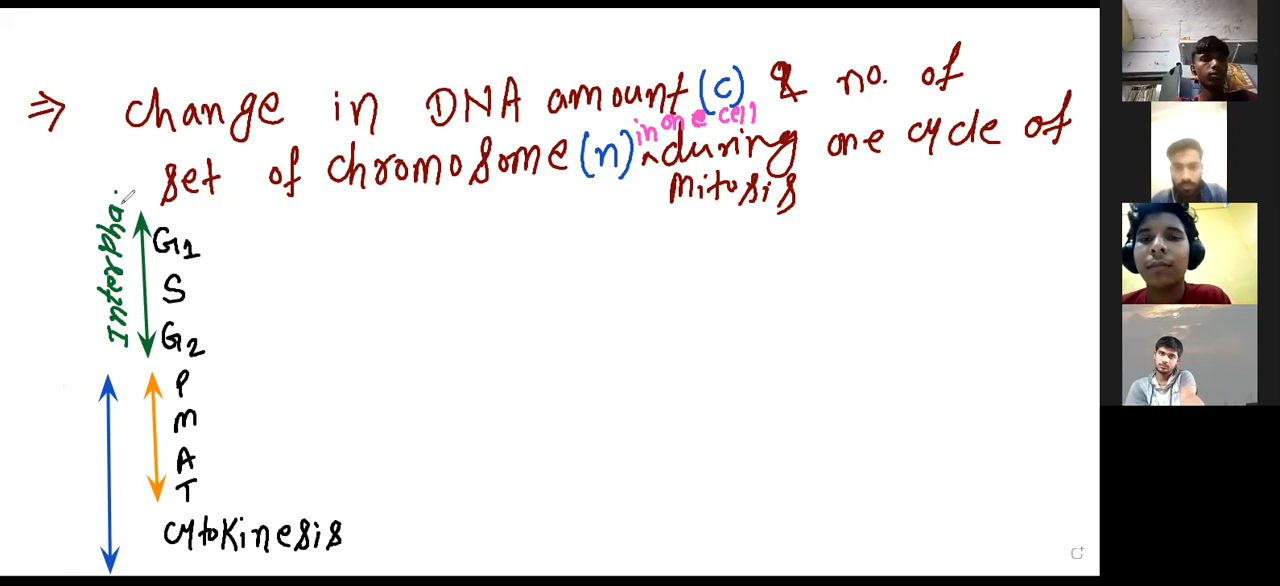 ⇒ change in DNA amount (c) & no. of
in one cell
set of chromosome (n) ^ during one cycle of
mitosis
Interpha
G1
S
G2
P
M
A
T
cytokinesis